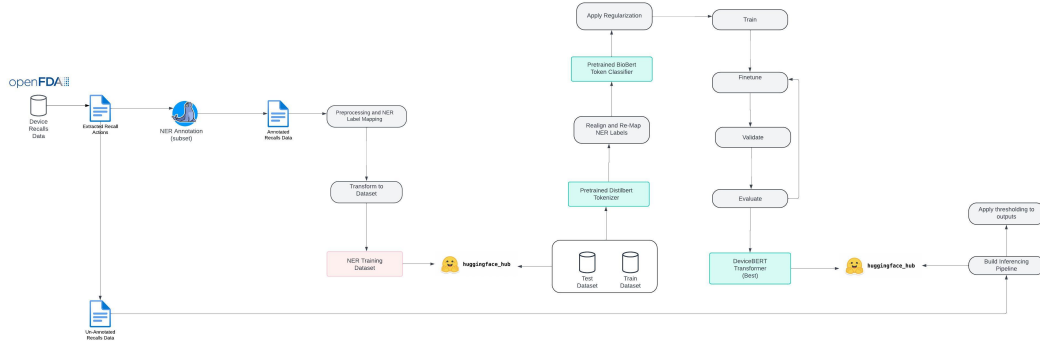 openFDA
Device
Recalls
Data
Extracted Recall
Actions
NER Annotation
(subset)
Annotated
Recalls Data
Preprocessing and NER
Label Mapping
Transform to
Dataset
NER Training
Dataset
huggingface_hub
Un-Annotated
Recalls Data
Apply Regularization
Pretrained BioBert
Token Classifier
Realign and Re-Map
NER Labels
Pretrained Distilbert
Tokenizer
Test
Dataset
Train
Dataset
Train
Finetune
Validate
Evaluate
DeviceBERT
Transformer
(Best)
huggingface_hub
Apply thresholding to
outputs
Build Inferencing
Pipeline